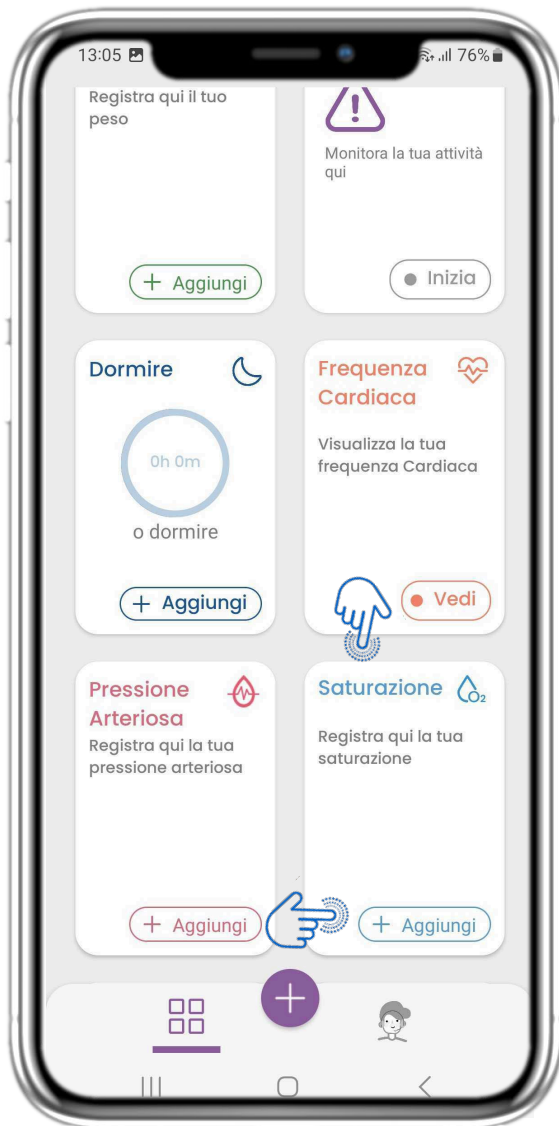 13:05
76%
Registra qui il tuo
peso
Monitora la tua attività
qui
+ Aggiungi
Inizia
Dormire
0h 0m
o dormire
+ Aggiungi
Frequenza
Cardiaca
Visualizza la tua
frequenza Cardiaca
Vedi
Pressione
Arteriosa
Registra qui la tua
pressione arteriosa
+ Aggiungi
Saturazione
O₂
Registra qui la tua
saturazione
+ Aggiungi